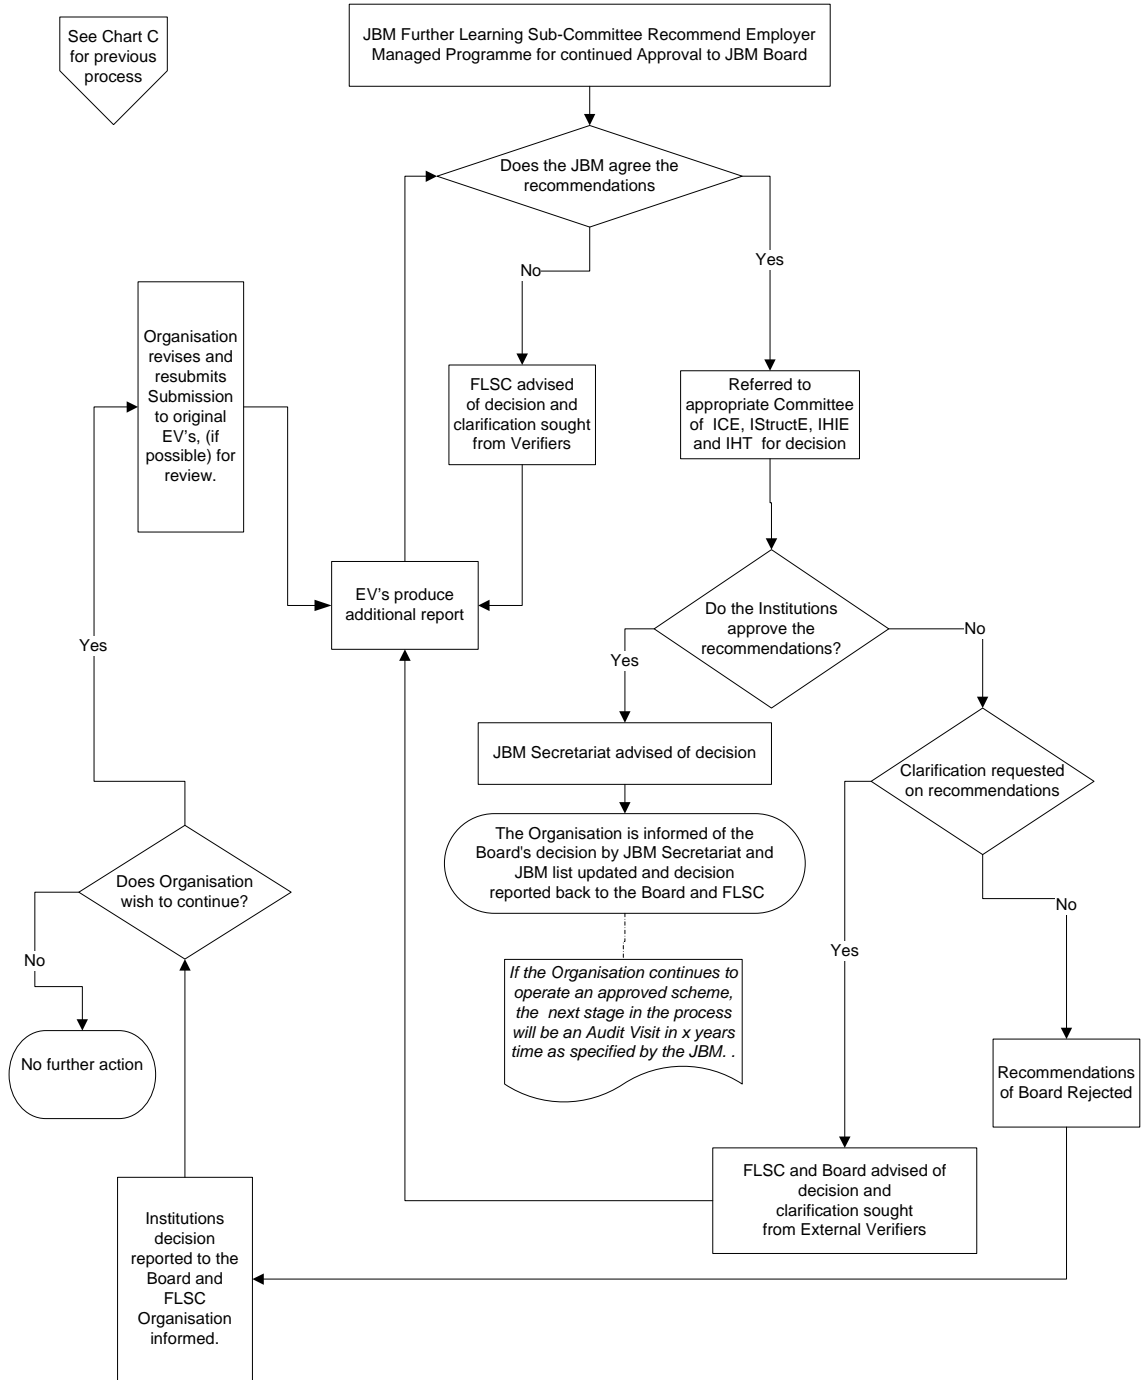 See Chart C
for previous
process
JBM Further Learning Sub-Committee Recommend Employer
Managed Programme for continued Approval to JBM Board
Does the JBM agree the
recommendations
No
Yes
Organisation
revises and
resubmits
Submission
to original
EV's, (if
possible) for
review.
FLSC advised
of decision and
clarification sought
from Verifiers
Referred to
appropriate Committee
of ICE, IStructE, IHIE
and IHT for decision
EV's produce
additional report
Do the Institutions
approve the
recommendations?
Yes
No
Yes
JBM Secretariat advised of decision
Clarification requested
on recommendations
The Organisation is informed of the
Board's decision by JBM Secretariat and
JBM list updated and decision
reported back to the Board and FLSC
Does Organisation
wish to continue?
No
Yes
No
If the Organisation continues to
operate an approved scheme,
the next stage in the process
will be an Audit Visit in x years
time as specified by the JBM. .
No further action
Recommendations
of Board Rejected
FLSC and Board advised of
decision and
clarification sought
from External Verifiers
Institutions
decision
reported to the
Board and
FLSC
Organisation
informed.